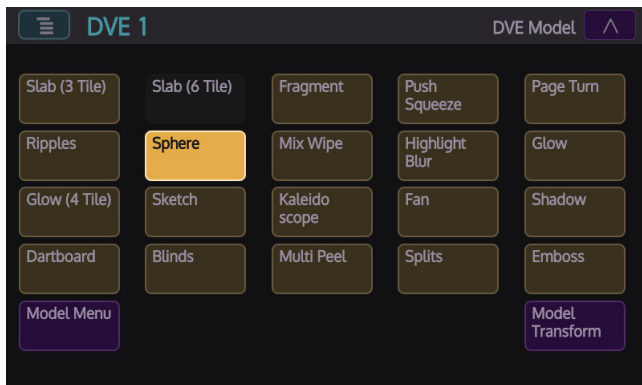 DVE 1
DVE Model
Slab (3 Tile)
Slab (6 Tile)
Fragment
Push
Squeeze
Page Turn
Ripples
Sphere
Mix Wipe
Highlight
Blur
Glow
Glow (4 Tile)
Sketch
Kaleido
scope
Fan
Shadow
Dartboard
Blinds
Multi Peel
Splits
Emboss
Model Menu
Model
Transform